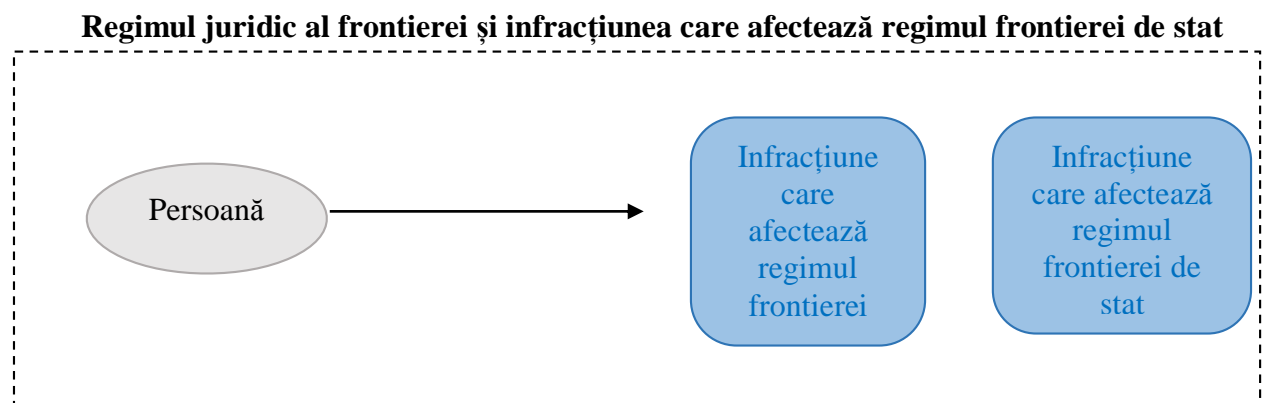 Regimul juridic al frontierei și infracțiunea care afectează regimul frontierei de stat
Persoană
Infracțiune
care
afectează
regimul
frontierei
Infracțiune
care afectează
regimul
frontierei de
stat